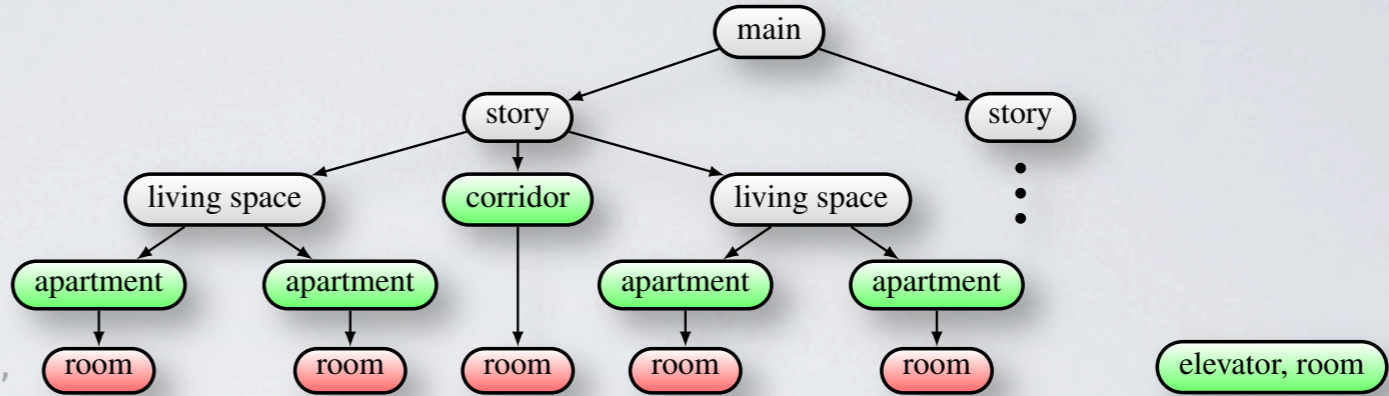 main
story story
living space corridor living space
apartment apartment apartment apartment
room room room room room elevator, room
,